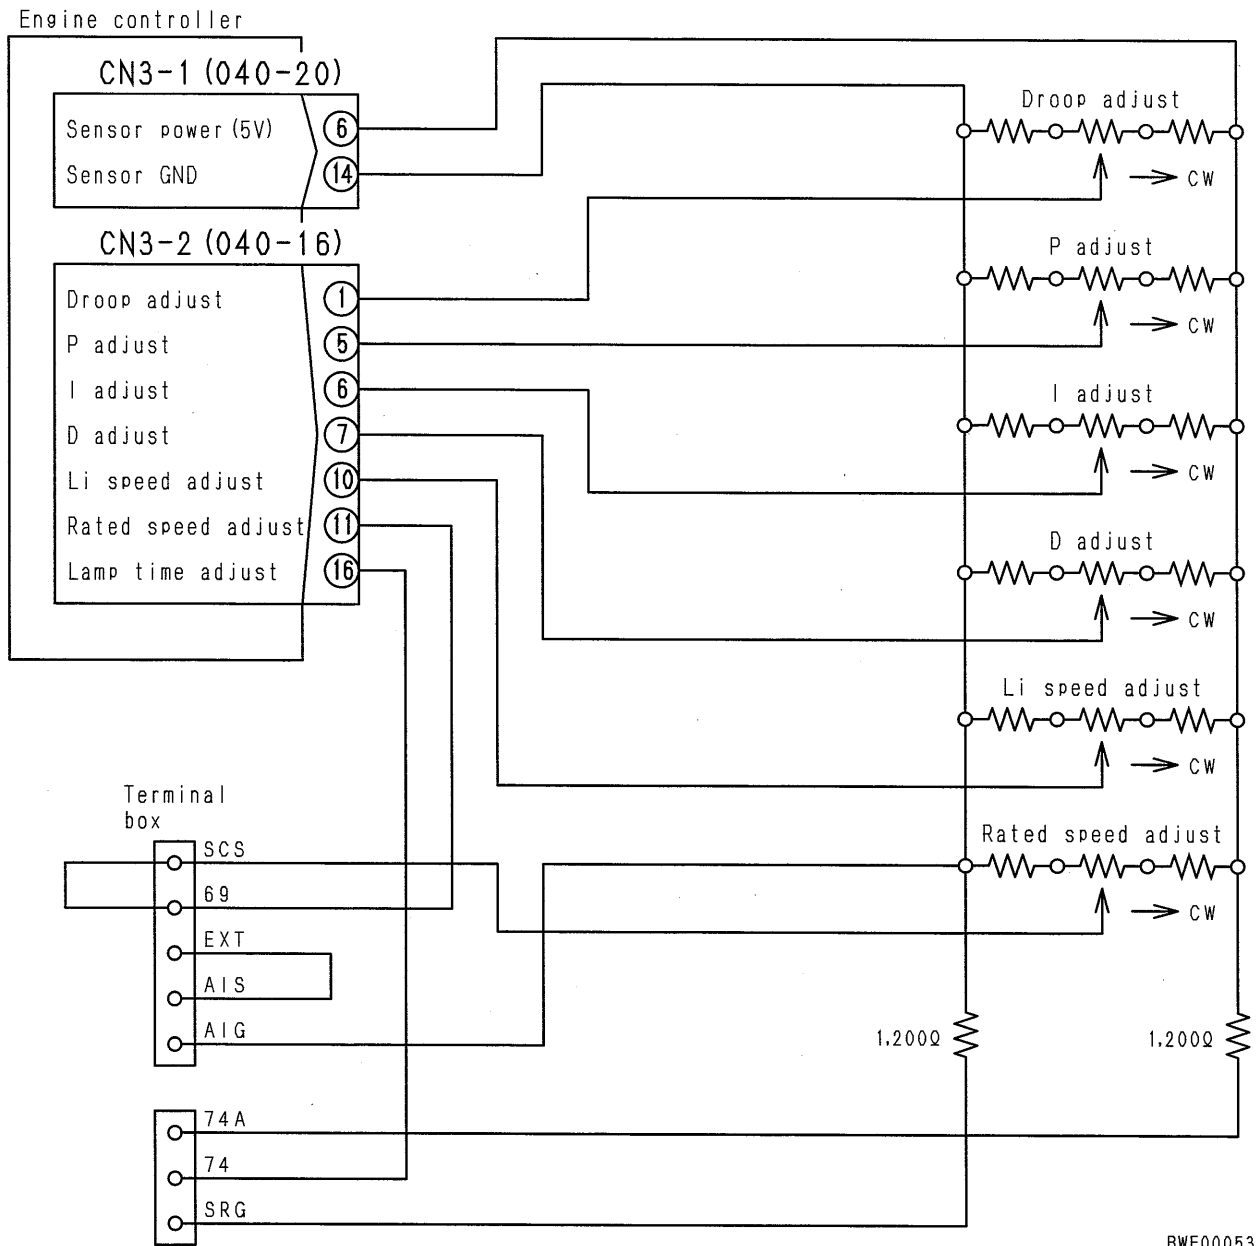 Engine controller
CN3-1 (040-20)
Sensor power (5V) 6
Sensor GND 14
CN3-2 (040-16)
Droop adjust 1
P adjust 5
I adjust 6
D adjust 7
Li speed adjust 10
Rated speed adjust 11
Lamp time adjust 16
Droop adjust
CW
P adjust
CW
I adjust
CW
D adjust
CW
Li speed adjust
CW
Rated speed adjust
CW
Terminal
box
SCS
69
EXT
AIS
AIG
1.200Ω
1.200Ω
74A
74
SRG
BWE00053